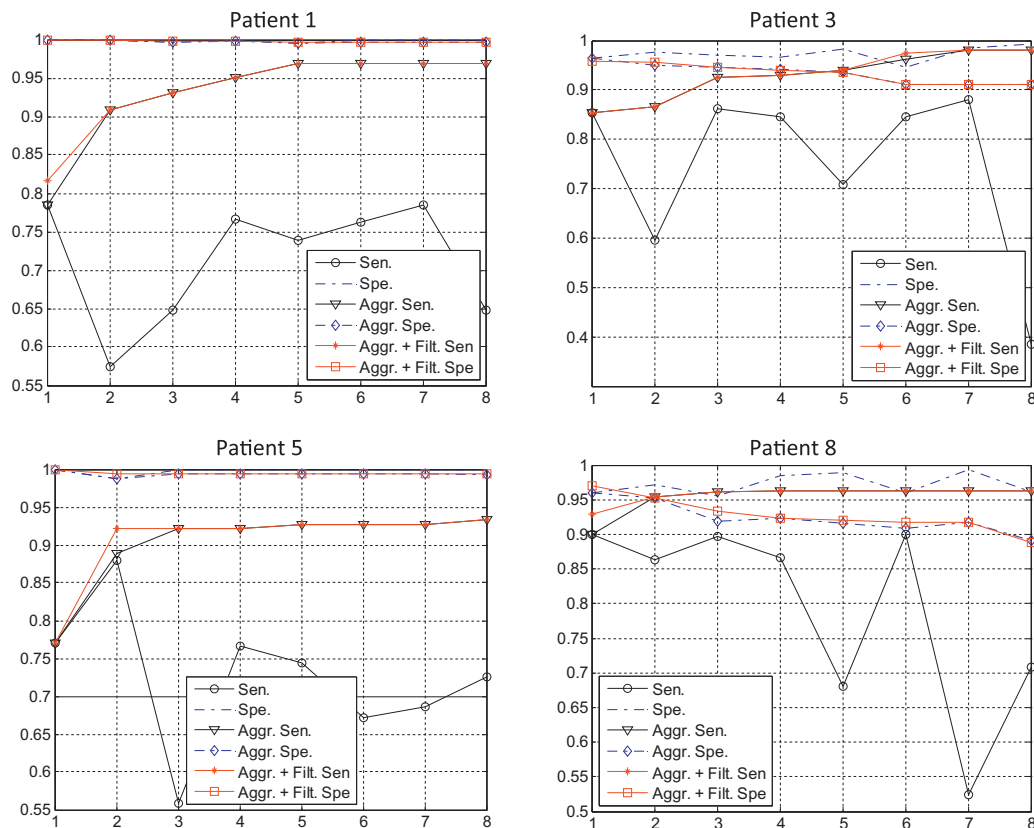 Patient 1
1
0.95
0.9
0.85
0.8
0.75
0.7
0.65
0.6
0.55
1 2 3 4 5 6 7 8
Sen.
Spe.
Aggr. Sen.
Aggr. Spe.
Aggr. + Filt. Sen
Aggr. + Filt. Spe
Patient 3
1
0.9
0.8
0.7
0.6
0.5
0.4
1 2 3 4 5 6 7 8
Sen.
Spe.
Aggr. Sen.
Aggr. Spe.
Aggr. + Filt. Sen
Aggr. + Filt. Spe
Patient 5
1
0.95
0.9
0.85
0.8
0.75
0.7
0.65
0.6
0.55
1 2 3 4 5 6 7 8
Sen.
Spe.
Aggr. Sen.
Aggr. Spe.
Aggr. + Filt. Sen
Aggr. + Filt. Spe
Patient 8
1
0.95
0.9
0.85
0.8
0.75
0.7
0.65
0.6
0.55
0.5
1 2 3 4 5 6 7 8
Sen.
Spe.
Aggr. Sen.
Aggr. Spe.
Aggr. + Filt. Sen
Aggr. + Filt. Spe